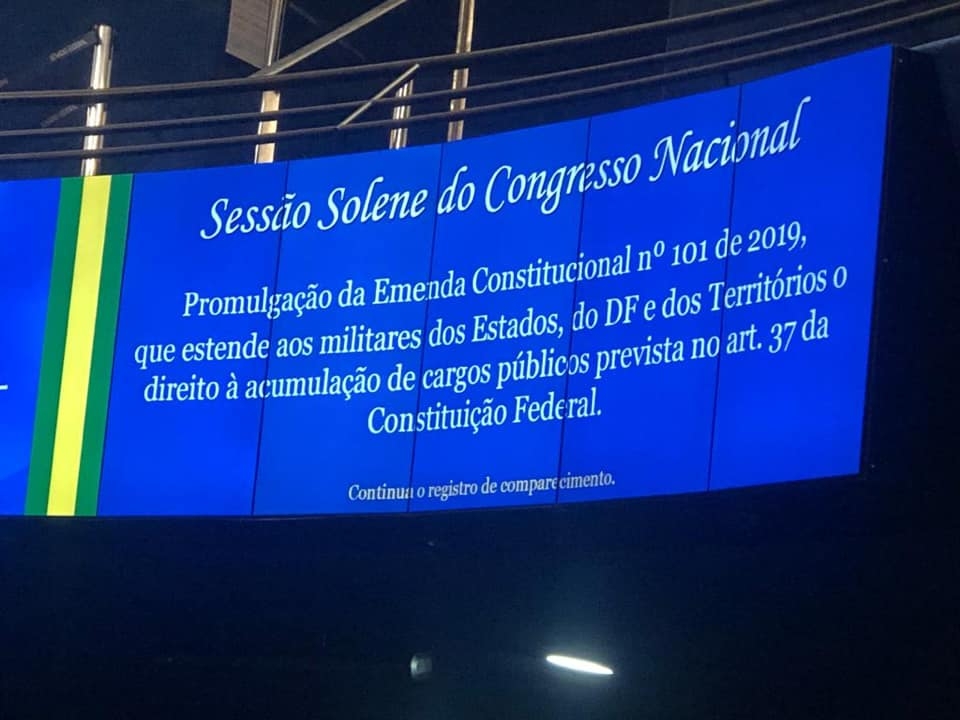 Sessão Solene do Congresso Nacional
Promulgação da Emenda Constitucional nº 101 de 2019,
que estende aos militares dos Estados, do DF e dos Territórios o
direito à acumulação de cargos públicos prevista no art. 37 da
Constituição Federal.
Continua o registro de comparecimento.